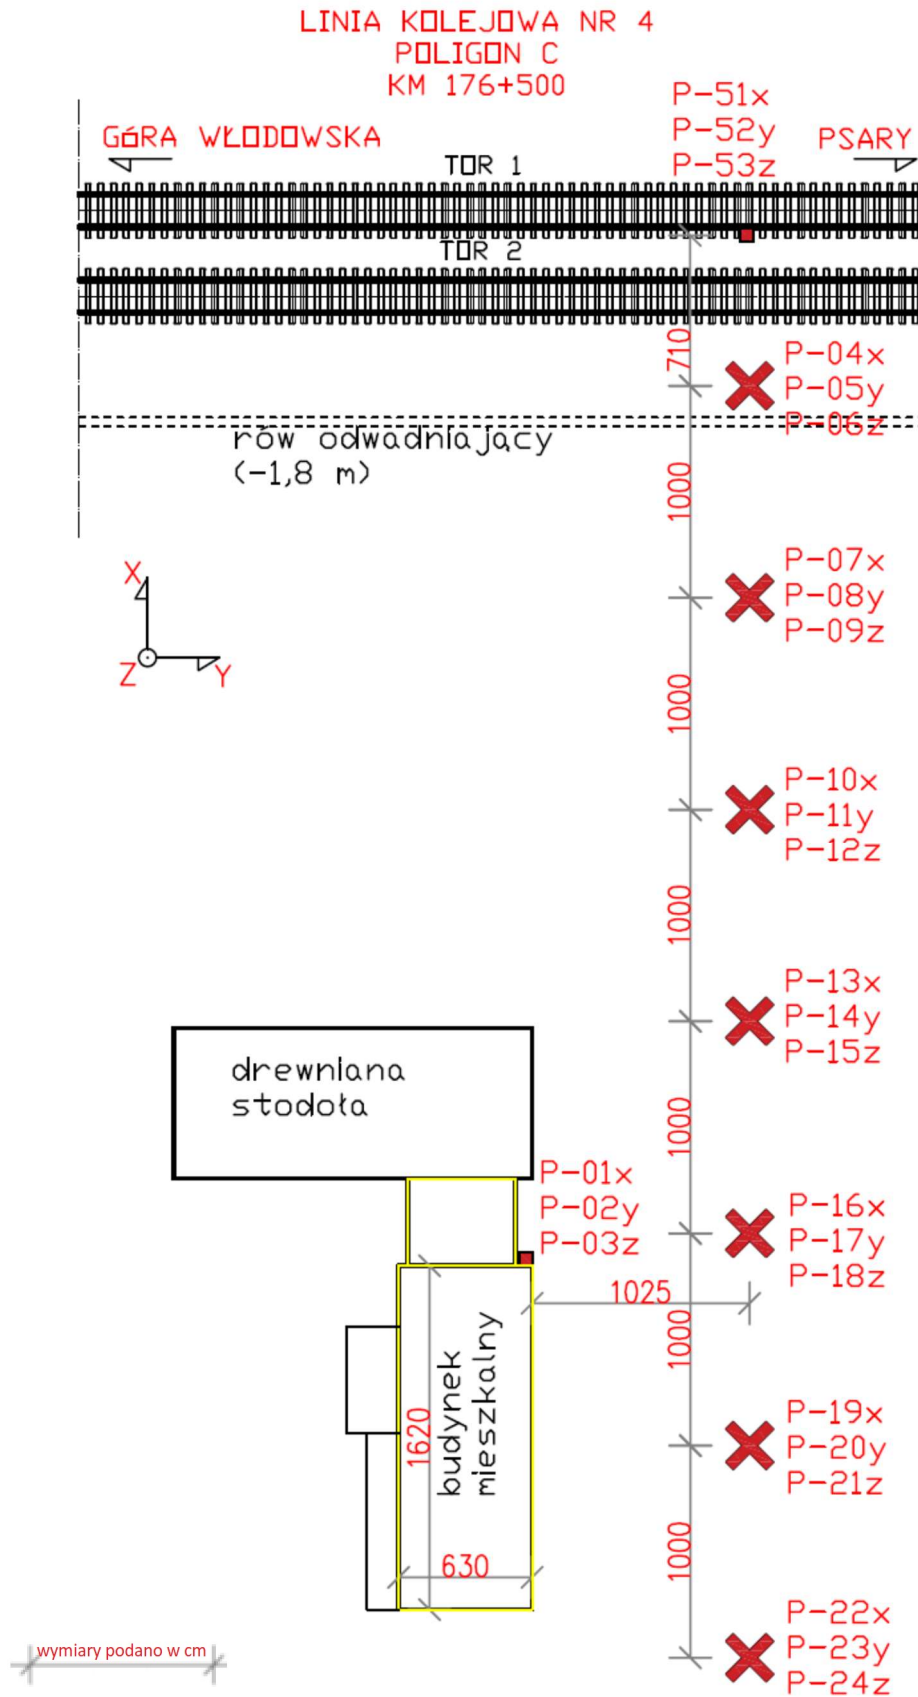 LINIA KOLEJOWA NR 4
POLIGON C
KM 176+500
P-51x
P-52y
P-53z
GÓRA WŁODOWSKA
PSARY
TOR 1
TOR 2
710
P-04x
P-05y
P-06z
rów odwadniający
(-1,8 m)
1000
P-07x
P-08y
P-09z
X
Z
Y
1000
P-10x
P-11y
P-12z
1000
P-13x
P-14y
P-15z
drewniana
stodoła
1000
P-01x
P-02y
P-03z
P-16x
P-17y
P-18z
1025
1000
budynek
mieszkalny
1620
P-19x
P-20y
P-21z
630
1000
P-22x
P-23y
P-24z
wymiary podano w cm